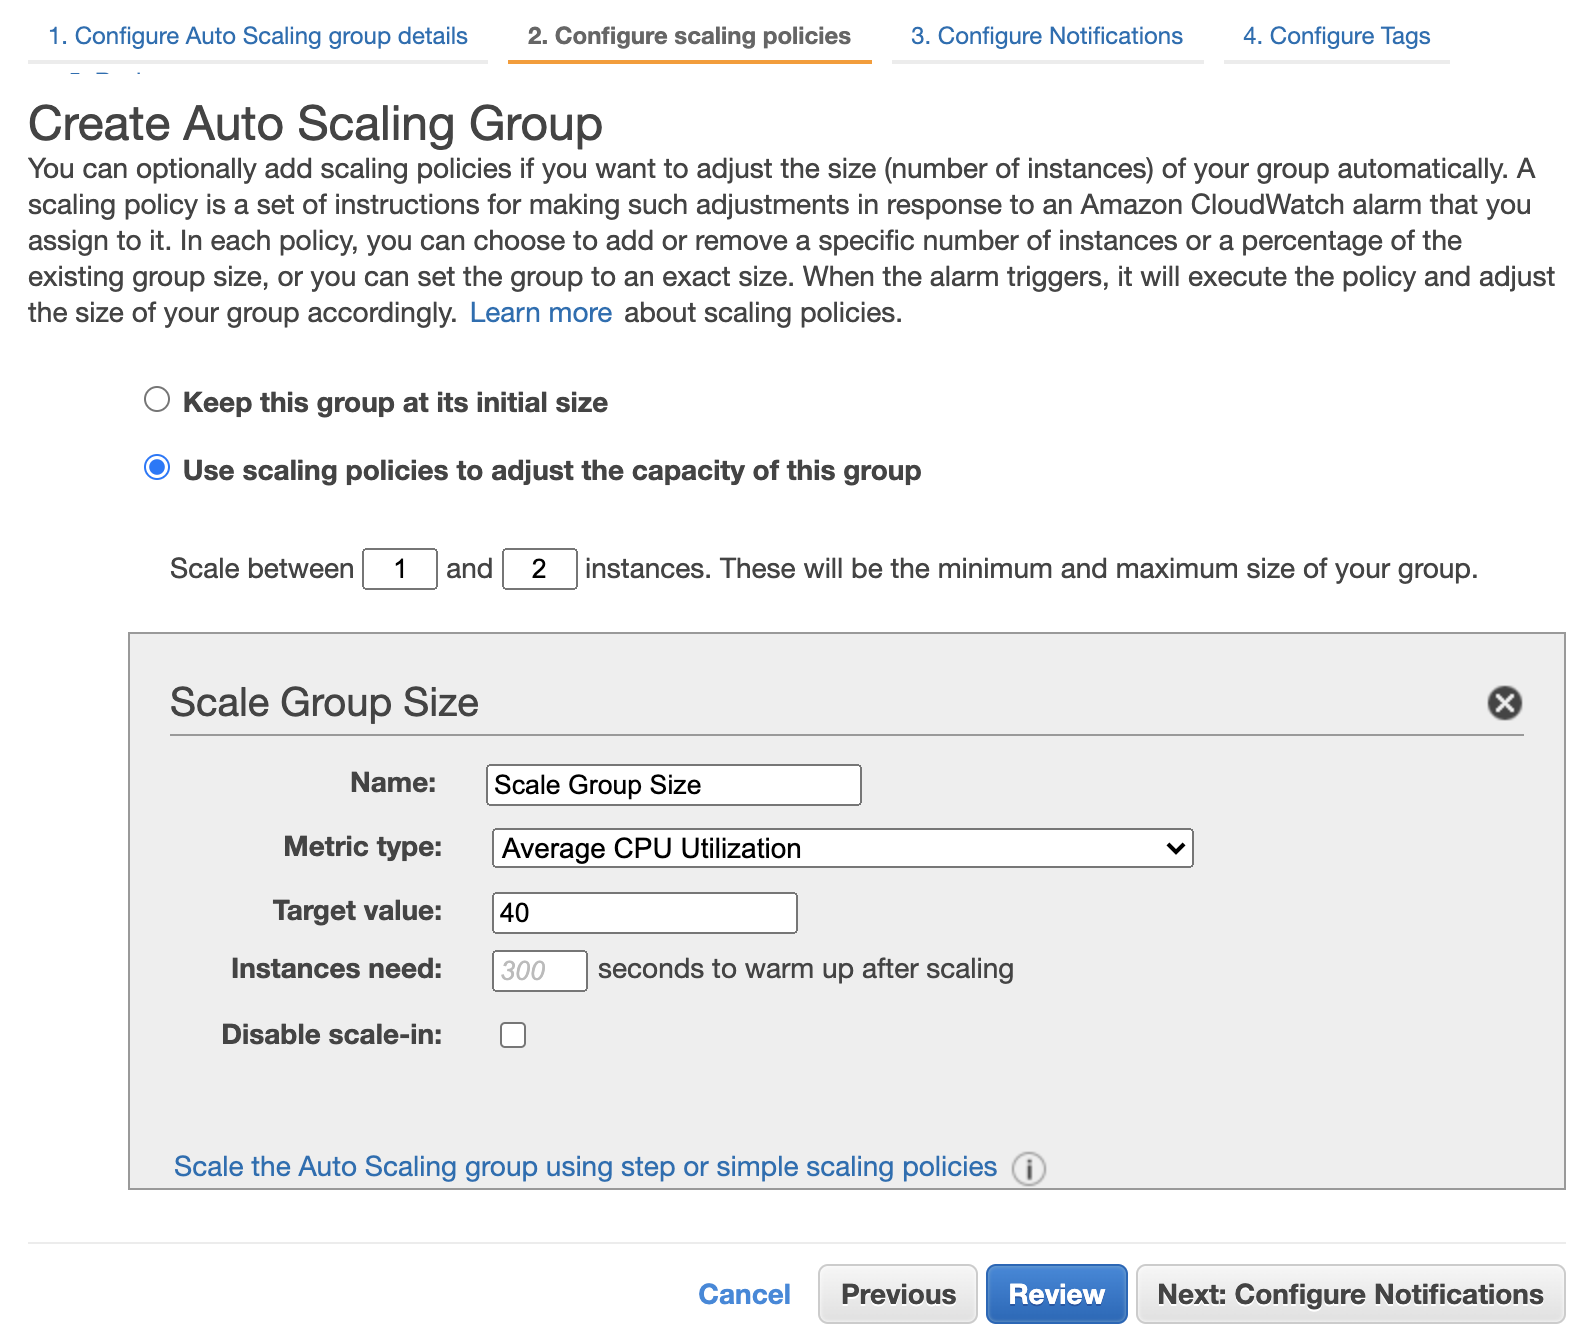 1. Configure Auto Scaling group details 2. Configure scaling policies 3. Configure Notifications 4. Configure Tags
Create Auto Scaling Group
You can optionally add scaling policies if you want to adjust the size (number of instances) of your group automatically. A
scaling policy is a set of instructions for making such adjustments in response to an Amazon CloudWatch alarm that you
assign to it. In each policy, you can choose to add or remove a specific number of instances or a percentage of the
existing group size, or you can set the group to an exact size. When the alarm triggers, it will execute the policy and adjust
the size of your group accordingly. Learn more about scaling policies.
Keep this group at its initial size
Use scaling policies to adjust the capacity of this group
Scale between 1 and 2 instances. These will be the minimum and maximum size of your group.
Scale Group Size
Name: Scale Group Size
Metric type: Average CPU Utilization
Target value: 40
Instances need: 300 seconds to warm up after scaling
Disable scale-in:
Scale the Auto Scaling group using step or simple scaling policies i
Cancel Previous Review Next: Configure Notifications